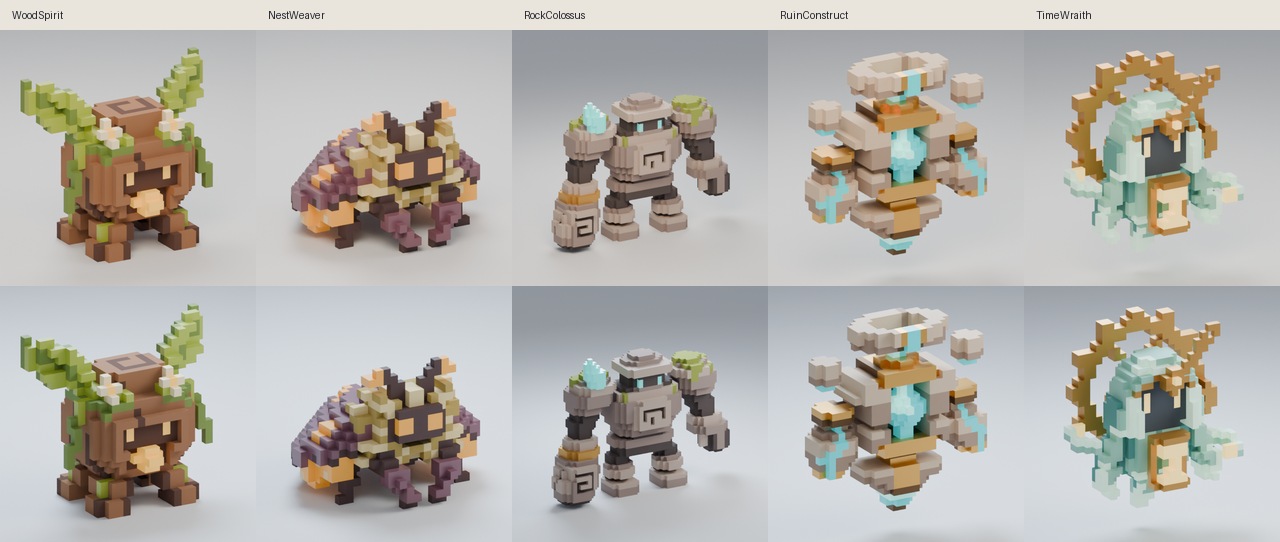 WoodSpirit
NestWeaver
RockColossus
RuinConstruct
TimeWraith